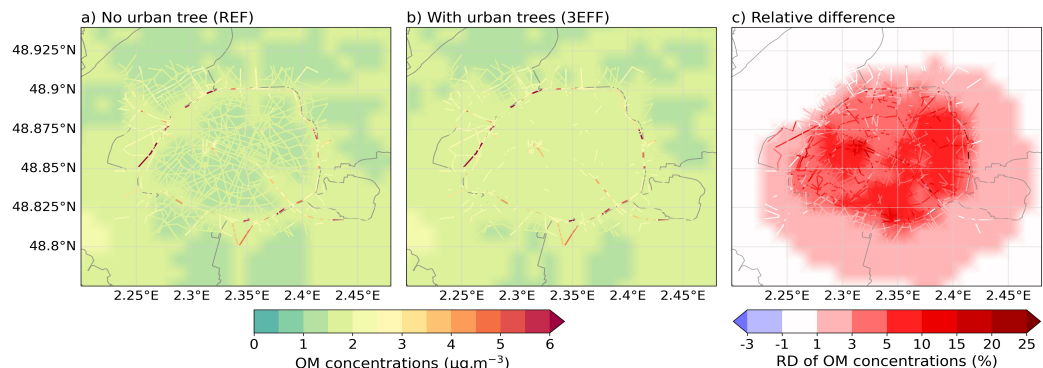 a) No urban tree (REF)
b) With urban trees (3EFF)
c) Relative difference
48.925°N
48.9°N
48.875°N
48.85°N
48.825°N
48.8°N
2.25°E 2.3°E 2.35°E 2.4°E 2.45°E
2.25°E 2.3°E 2.35°E 2.4°E 2.45°E
2.25°E 2.3°E 2.35°E 2.4°E 2.45°E
0 1 2 3 4 5 6
OM concentrations (µg.m⁻³)
-3 -1 1 3 5 10 15 20 25
RD of OM concentrations (%)